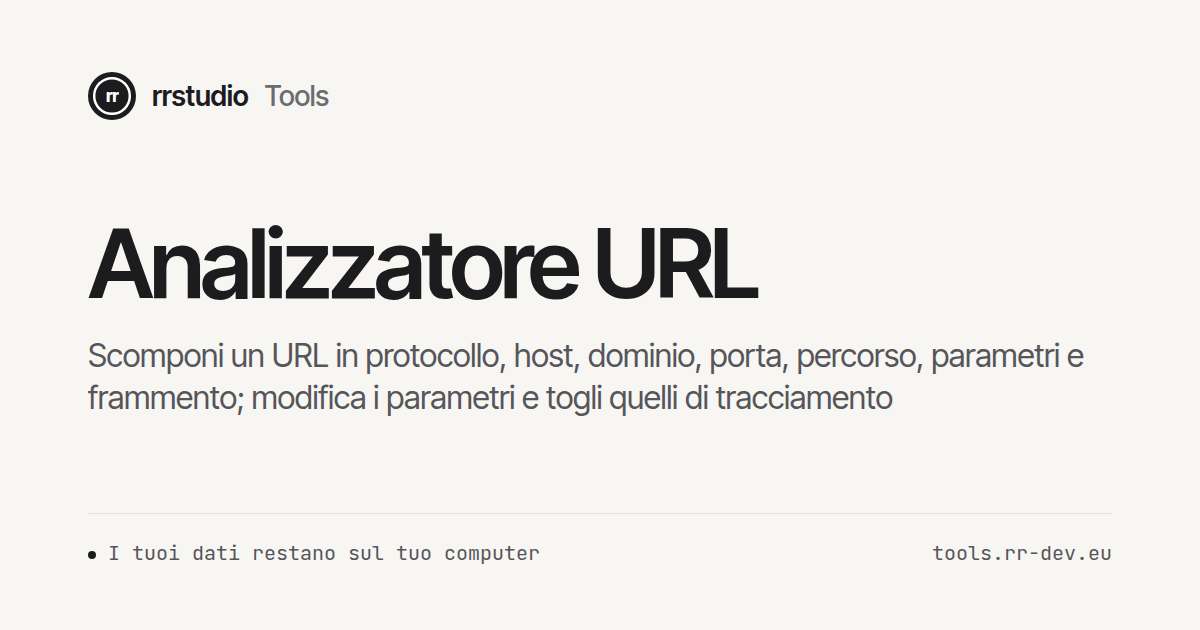 rr rrstudio Tools
Analizzatore URL
Scomponi un URL in protocollo, host, dominio, porta, percorso, parametri e
frammento; modifica i parametri e togli quelli di tracciamento
I tuoi dati restano sul tuo computer
tools.rr-dev.eu